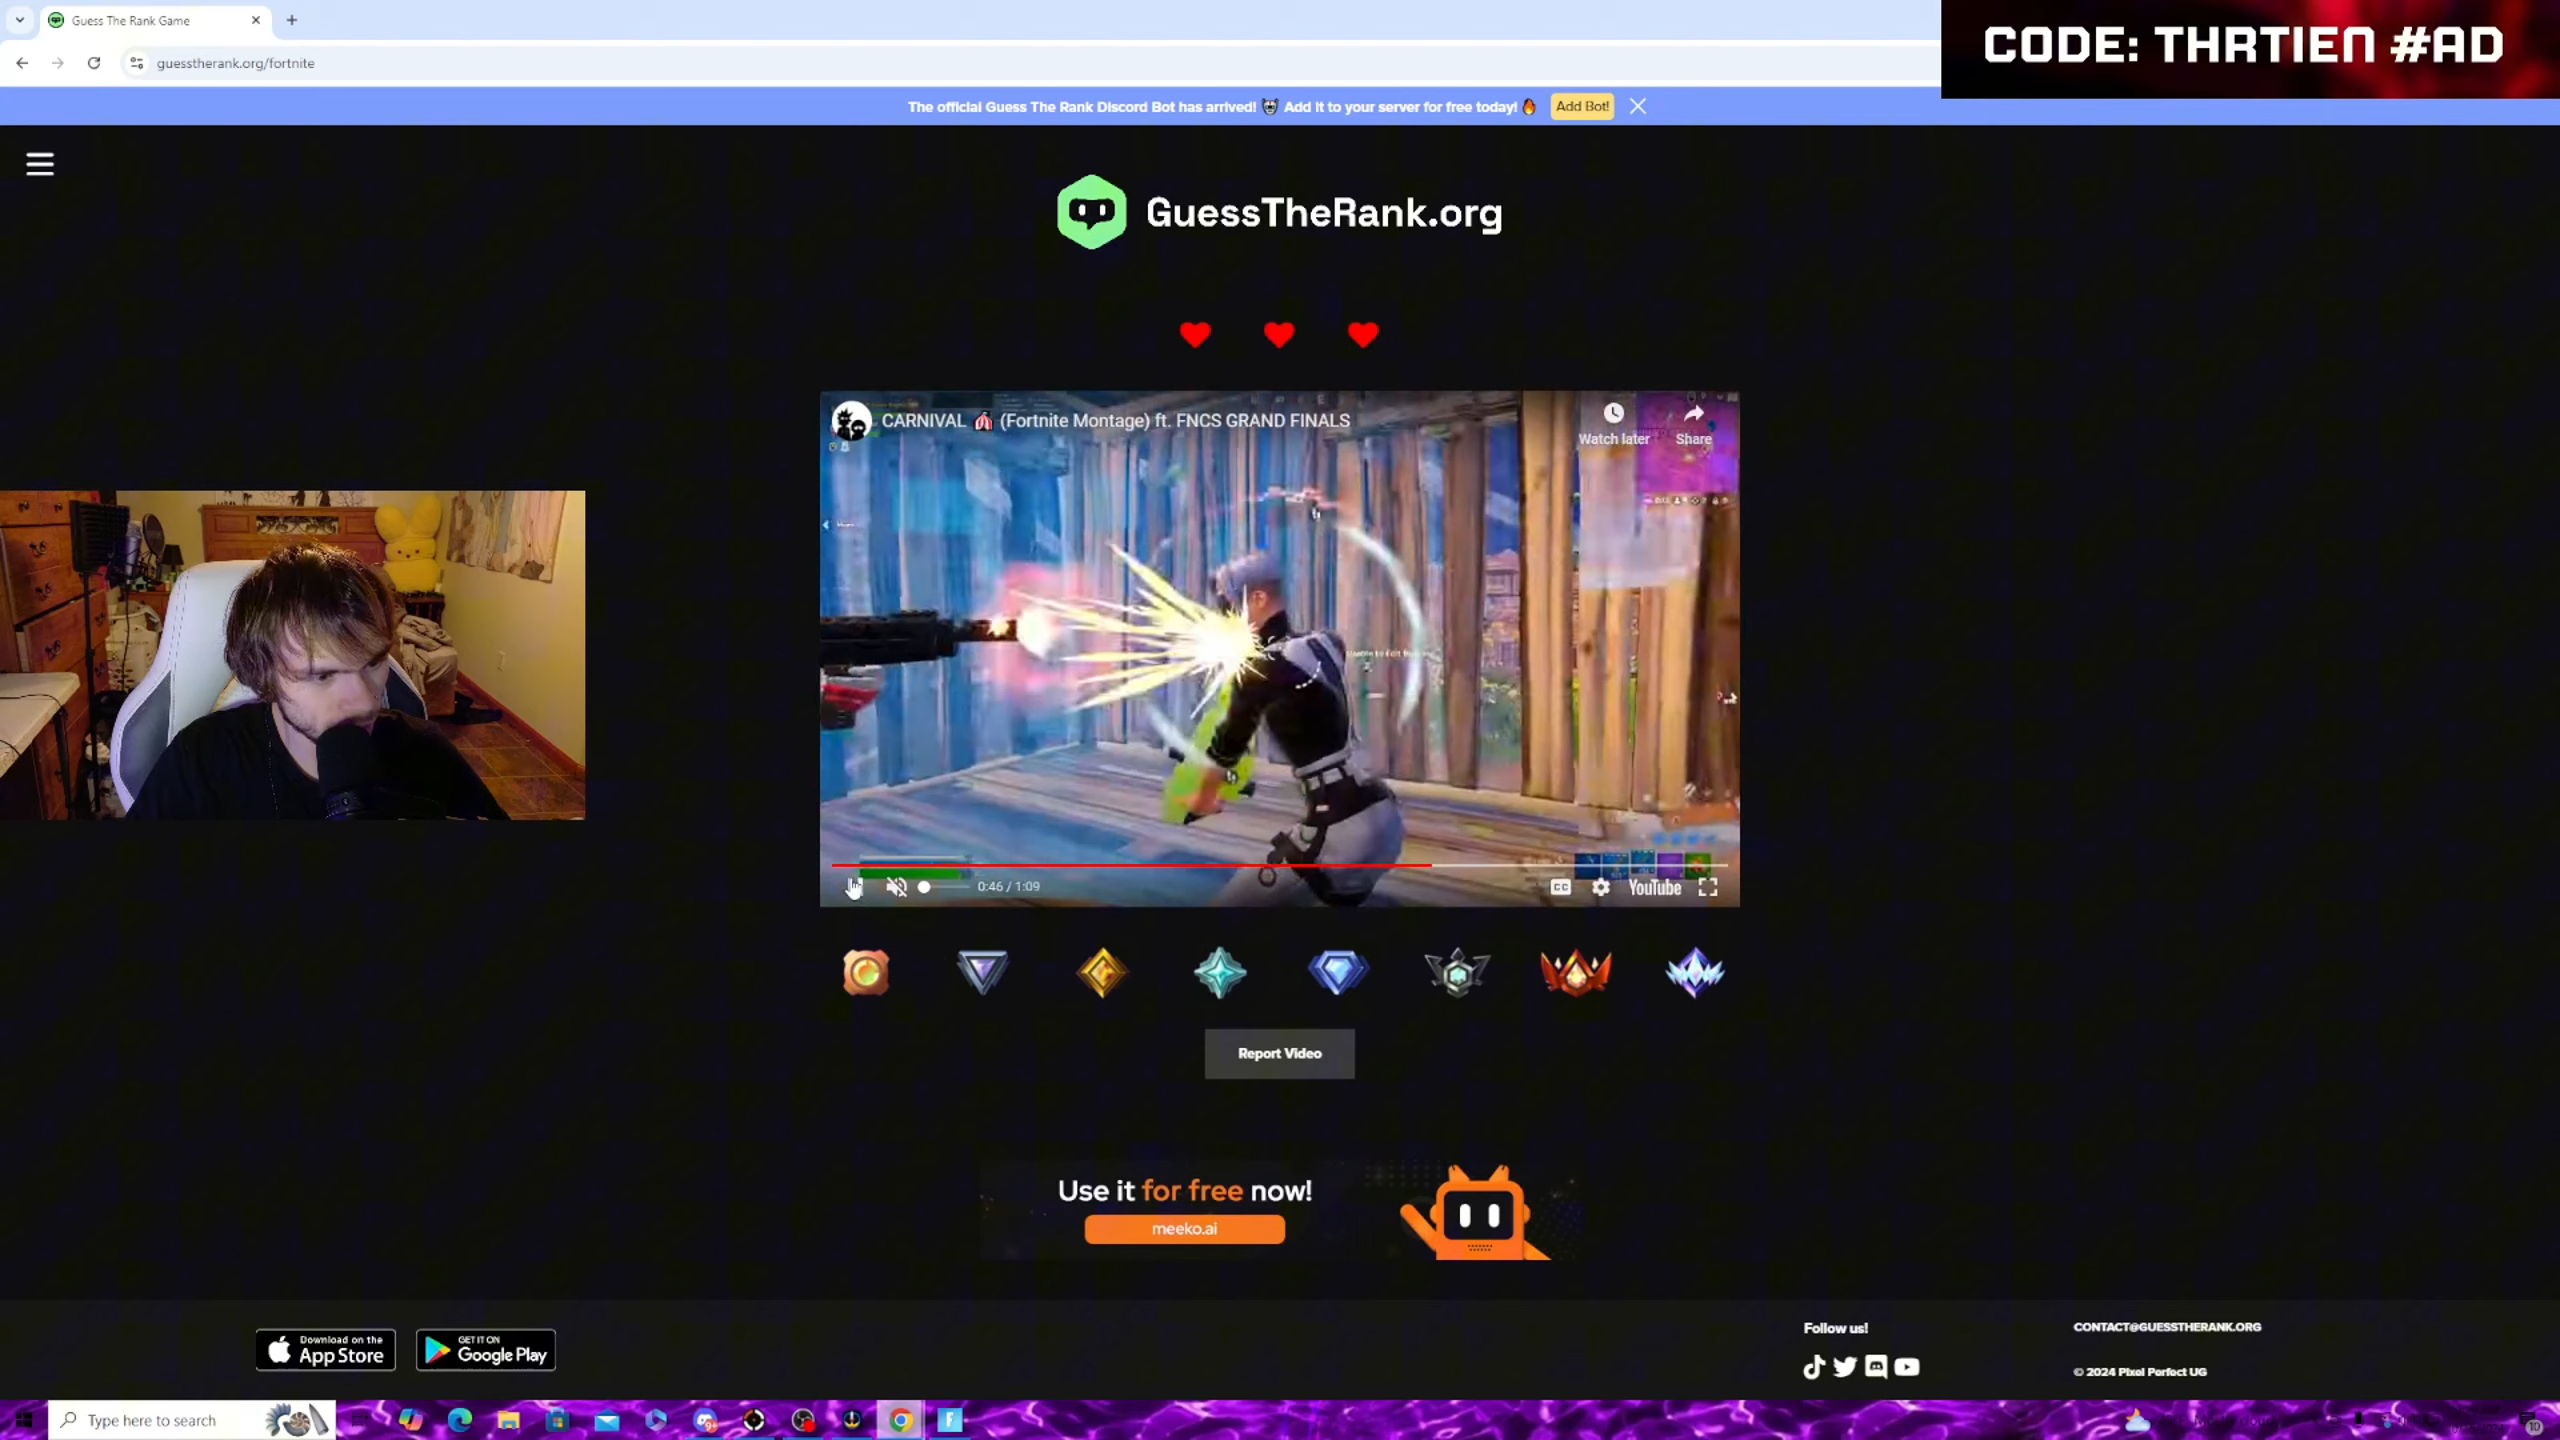 Guess The Rank Game
CODE: THRTIEN #AD
guesstherank.org/fortnite
The official Guess The Rank Discord Bot has arrived! Add it to your server for free today! Add Bot!
GuessTheRank.org
CARNIVAL (Fortnite Montage) ft. FNCS GRAND FINALS
Watch later
Share
0:46 / 1:09
CC
YouTube
Report Video
Use it for free now!
meeko.ai
Download on the
App Store
GET IT ON
Google Play
Follow us!
CONTACT@GUESSTHERANK.ORG
© 2024 Pixel Perfect UG
Type here to search